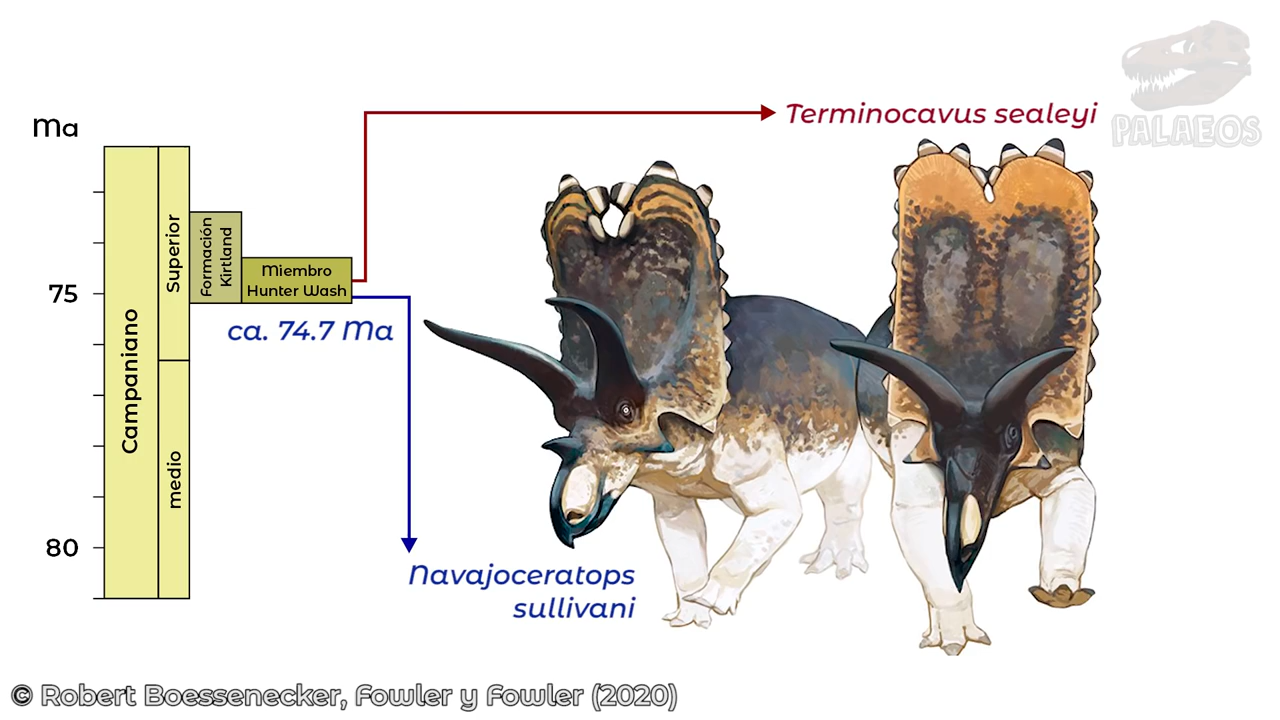 Ma
Terminocavus sealeyi
PALAEOS
Campaniano
Superior
medio
Formación
Kirtland
Miembro
Hunter Wash
75
ca. 74.7 Ma
80
Navajoceratops
sullivani
© Robert Boessenecker, Fowler y Fowler (2020)